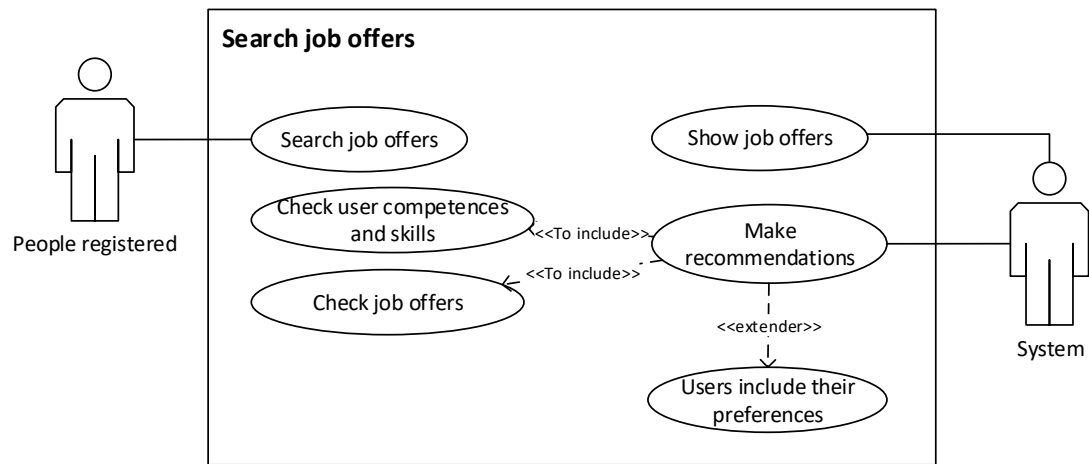 Search job offers
Search job offers
Show job offers
People registered
Check user competences
and skills
<<To include>>
Make
recommendations
<<To include>>
Check job offers
<<extender>>
System
Users include their
preferences